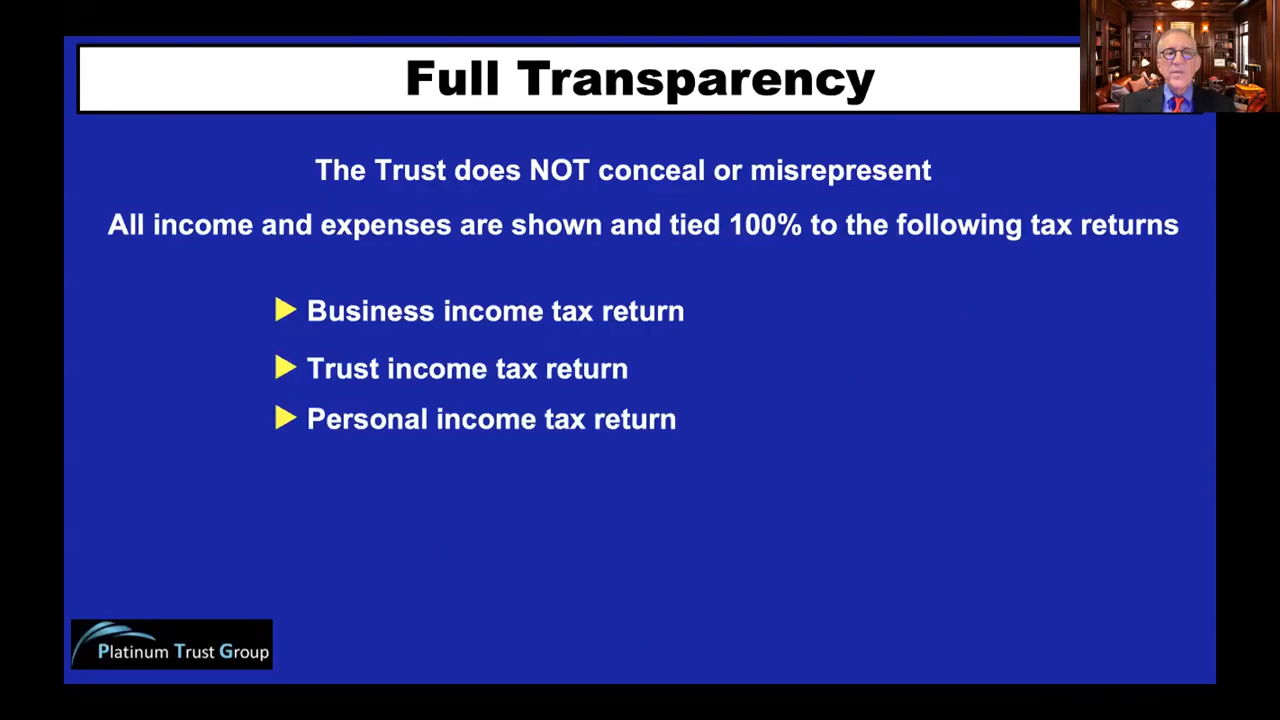 Full Transparency
The Trust does NOT conceal or misrepresent
All income and expenses are shown and tied 100% to the following tax returns
Business income tax return
Trust income tax return
Personal income tax return
Platinum Trust Group